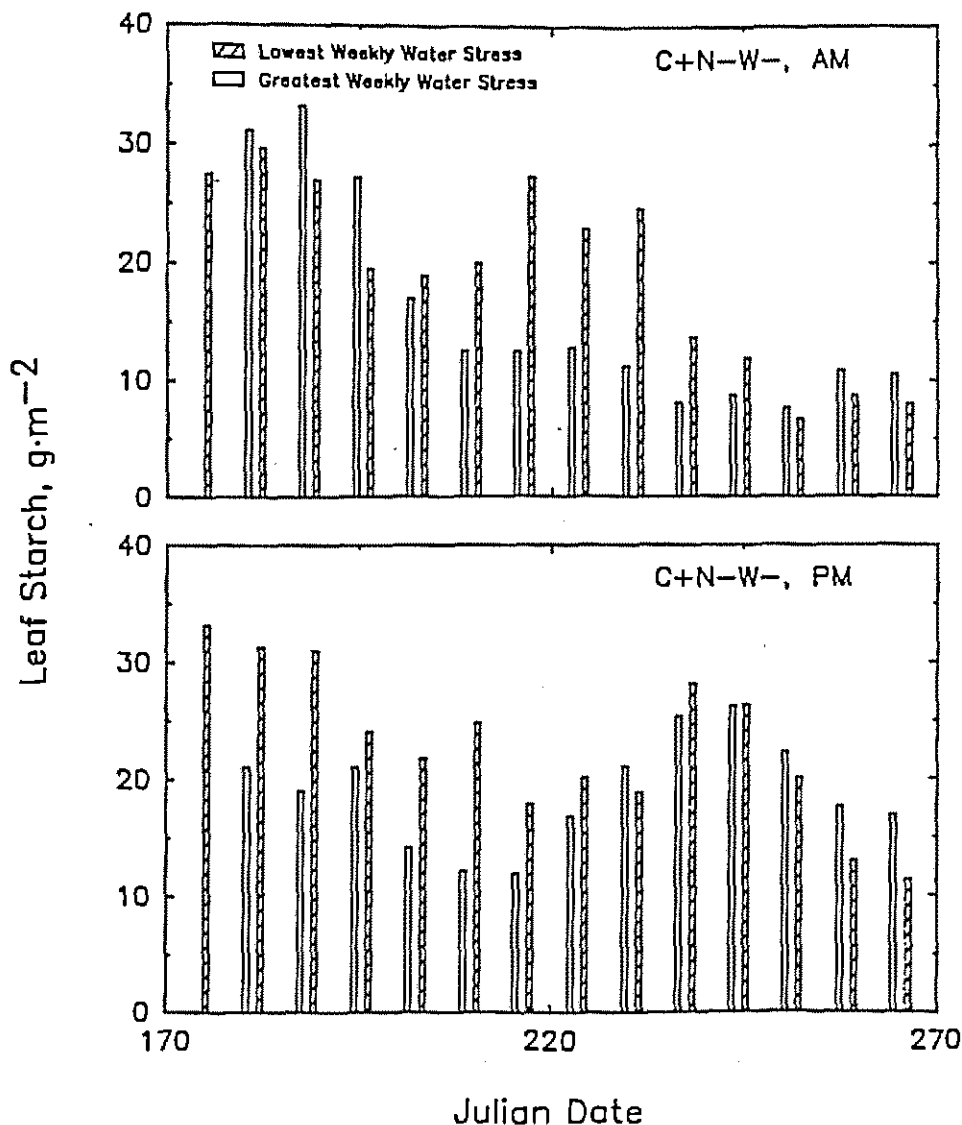 40
Lowest Weekly Water Stress
C+N-W-, AM
Greatest Weekly Water Stress
30
20
10
0
Leaf Starch, g·m-2
40
C+N-W-, PM
30
20
10
0
170
220
270
Julian Date